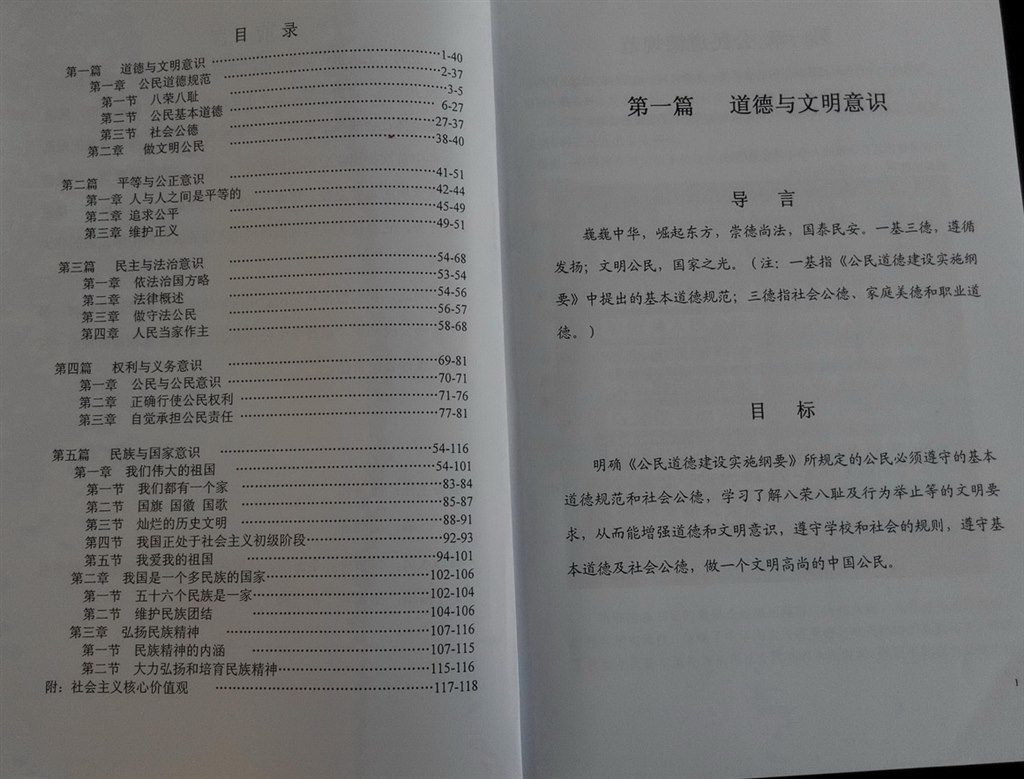 目 录
第一篇 道德与文明意识 ……………………1-40
第一章 公民道德规范 ……………………2-37
第一节 八荣八耻 ……………………3-5
第二节 公民基本道德 ……………………6-27
第三节 社会公德 ……………………27-37
第二章 做文明公民 ……………………38-40
第二篇 平等与公正意识 ……………………41-51
第一章 人与人之间是平等的 ……………………42-44
第二章 追求公平 ……………………45-49
第三章 维护正义 ……………………49-51
第三篇 民主与法治意识 ……………………54-68
第一章 依法治国方略 ……………………53-54
第二章 法律概述 ……………………54-56
第三章 做守法公民 ……………………56-57
第四章 人民当家作主 ……………………58-68
第四篇 权利与义务意识 ……………………69-81
第一章 公民与公民意识 ……………………70-71
第二章 正确行使公民权利 ……………………71-76
第三章 自觉承担公民责任 ……………………77-81
第五篇 民族与国家意识 ……………………54-116
第一章 我们伟大的祖国 ……………………54-101
第一节 我们都有一个家 ……………………83-84
第二节 国旗 国徽 国歌 ……………………85-87
第三节 灿烂的历史文明 ……………………88-91
第四节 我国正处于社会主义初级阶段……………………92-93
第五节 我爱我的祖国 ……………………94-101
第二章 我国是一个多民族的国家……………………102-106
第一节 五十六个民族是一家……………………102-104
第二节 维护民族团结 ……………………104-106
第三章 弘扬民族精神 ……………………107-116
第一节 民族精神的内涵 ……………………107-115
第二节 大力弘扬和培育民族精神……………………115-116
附：社会主义核心价值观 ……………………117-118
第一篇 道德与文明意识
导 言
巍巍中华，崛起东方，崇德尚法，国泰民安。一基三德，遵循
发扬；文明公民，国家之光。（注：一基指《公民道德建设实施纲
要》中提出的基本道德规范；三德指社会公德、家庭美德和职业道
德。）
目 标
明确《公民道德建设实施纲要》所规定的公民必须遵守的基本
道德规范和社会公德，学习了解八荣八耻及行为举止等的文明要
求，从而能增强道德和文明意识，遵守学校和社会的规则，遵守基
本道德及社会公德，做一个文明高尚的中国公民。
1